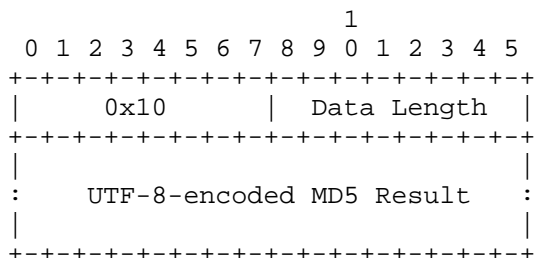 1
 0 1 2 3 4 5 6 7 8 9 0 1 2 3 4 5
+-+-+-+-+-+-+-+-+-+-+-+-+-+-+-+-+
|     0x10      |  Data Length  |
+-+-+-+-+-+-+-+-+-+-+-+-+-+-+-+-+
|                               |
:    UTF-8-encoded MD5 Result   :
|                               |
+-+-+-+-+-+-+-+-+-+-+-+-+-+-+-+-+